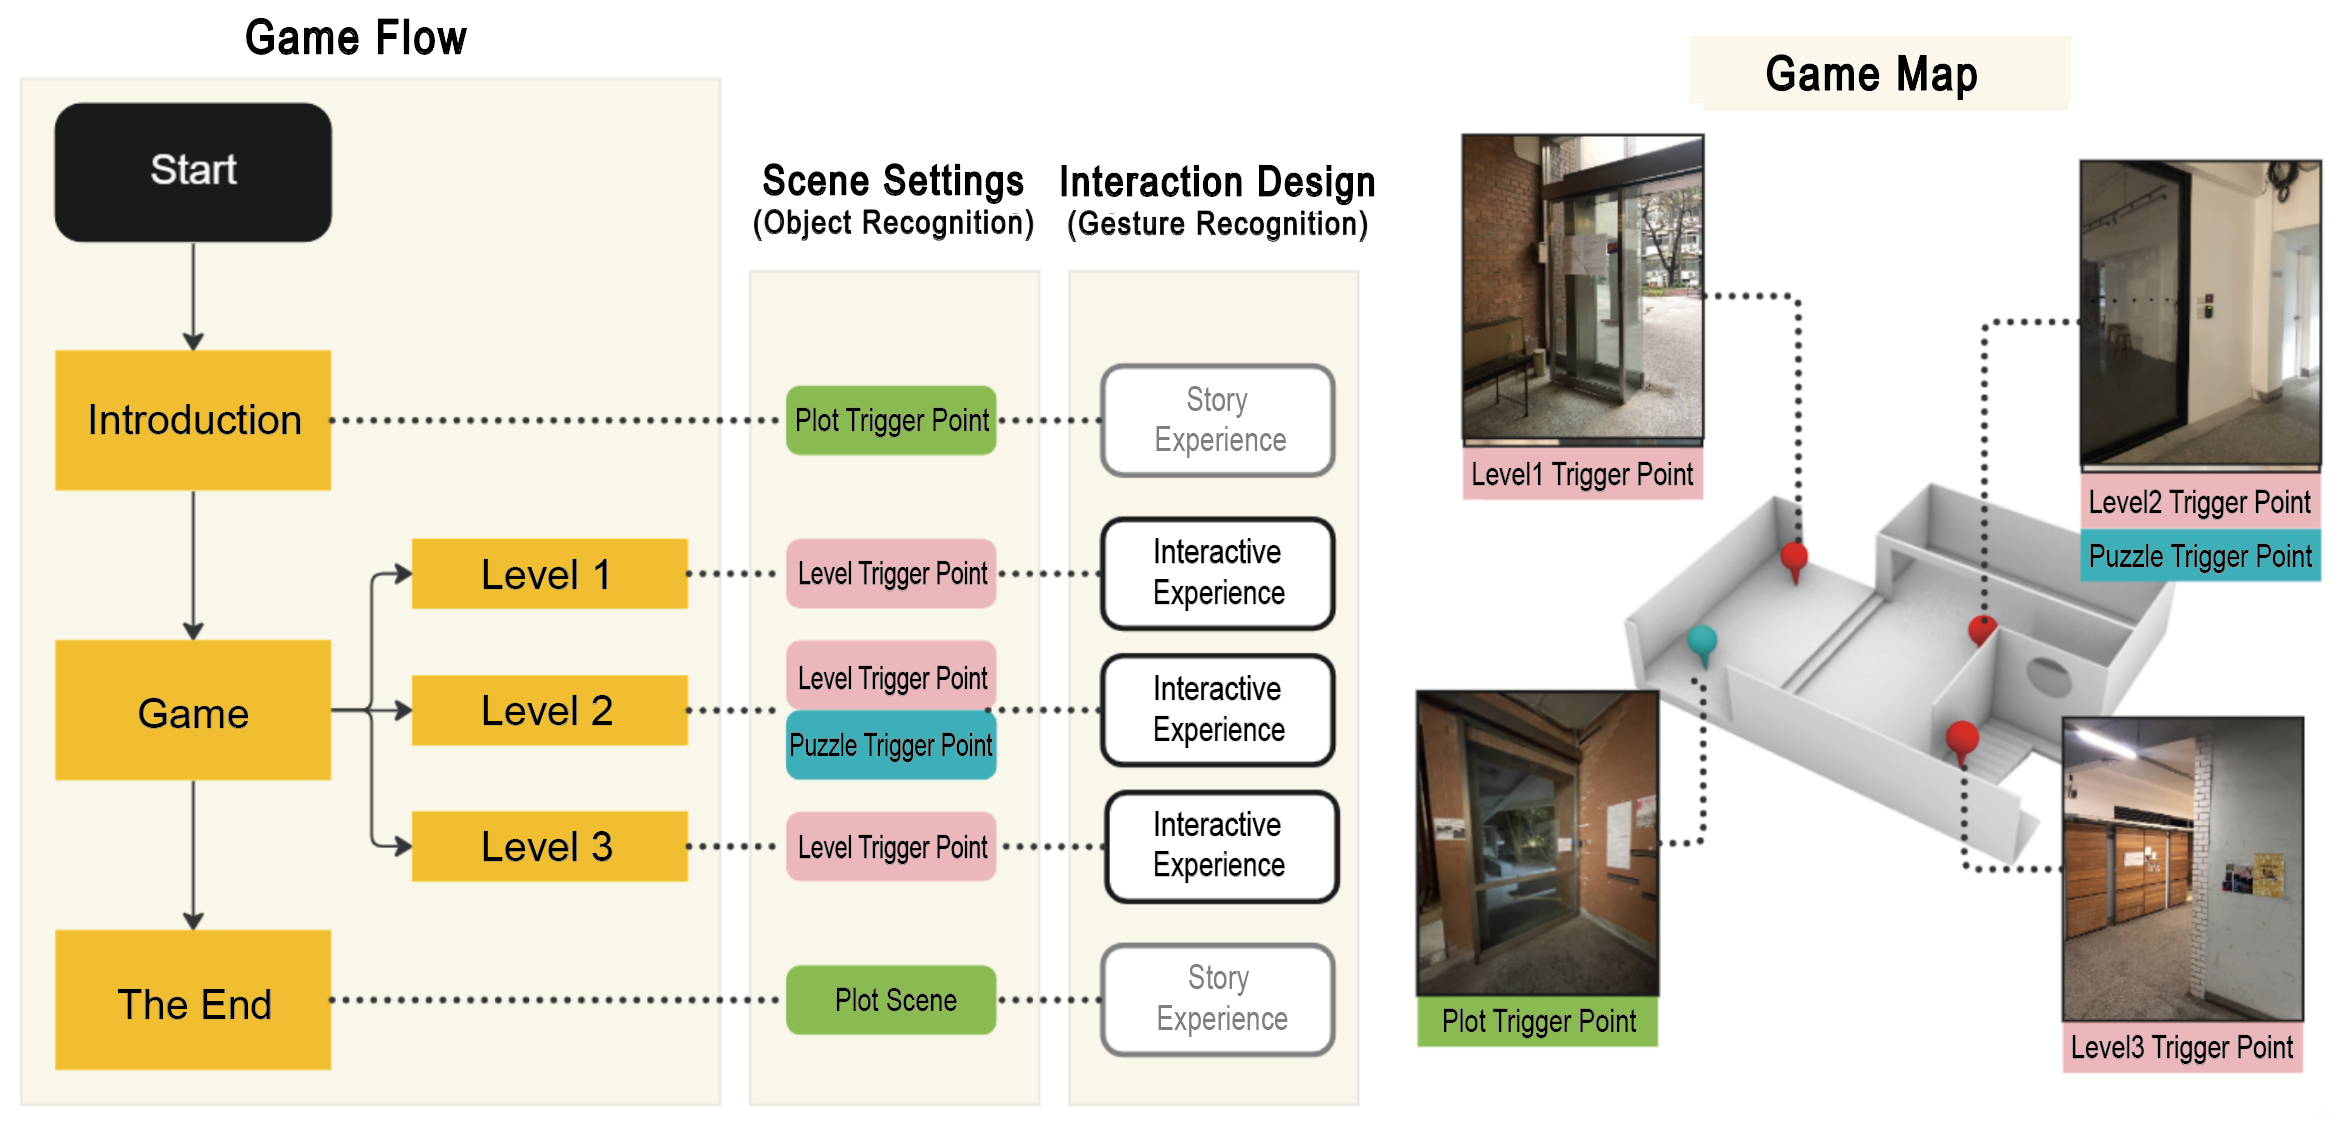 Game Flow
Start
Introduction
Game
Level 1
Level 2
Level 3
The End
Scene Settings
(Object Recognition)
Plot Trigger Point
Level Trigger Point
Level Trigger Point
Puzzle Trigger Point
Level Trigger Point
Plot Scene
Interaction Design
(Gesture Recognition)
Story
Experience
Interactive
Experience
Interactive
Experience
Interactive
Experience
Story
Experience
Game Map
Level1 Trigger Point
Level2 Trigger Point
Puzzle Trigger Point
Plot Trigger Point
Level3 Trigger Point